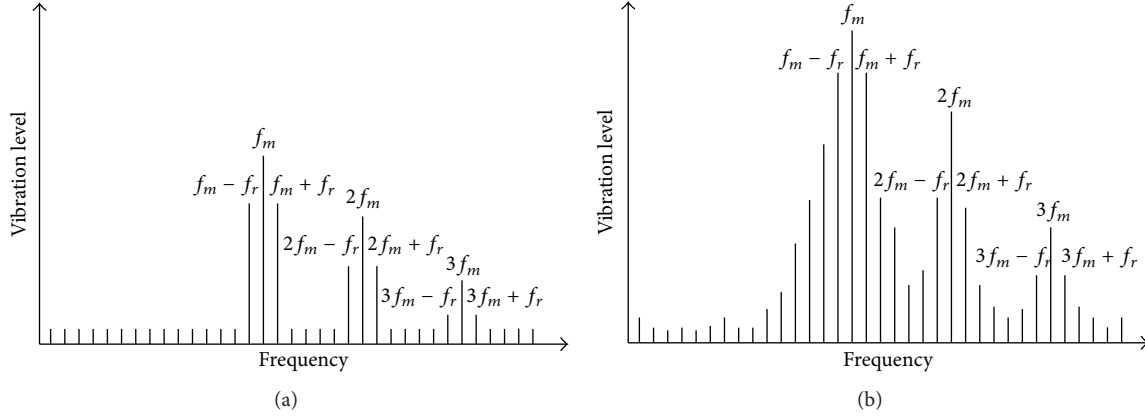 Vibration level
f_m
f_m − f_r
f_m + f_r
2f_m
2f_m − f_r
2f_m + f_r
3f_m
3f_m − f_r
3f_m + f_r
Frequency
(a)
Vibration level
f_m
f_m − f_r
f_m + f_r
2f_m
2f_m − f_r
2f_m + f_r
3f_m
3f_m − f_r
3f_m + f_r
Frequency
(b)